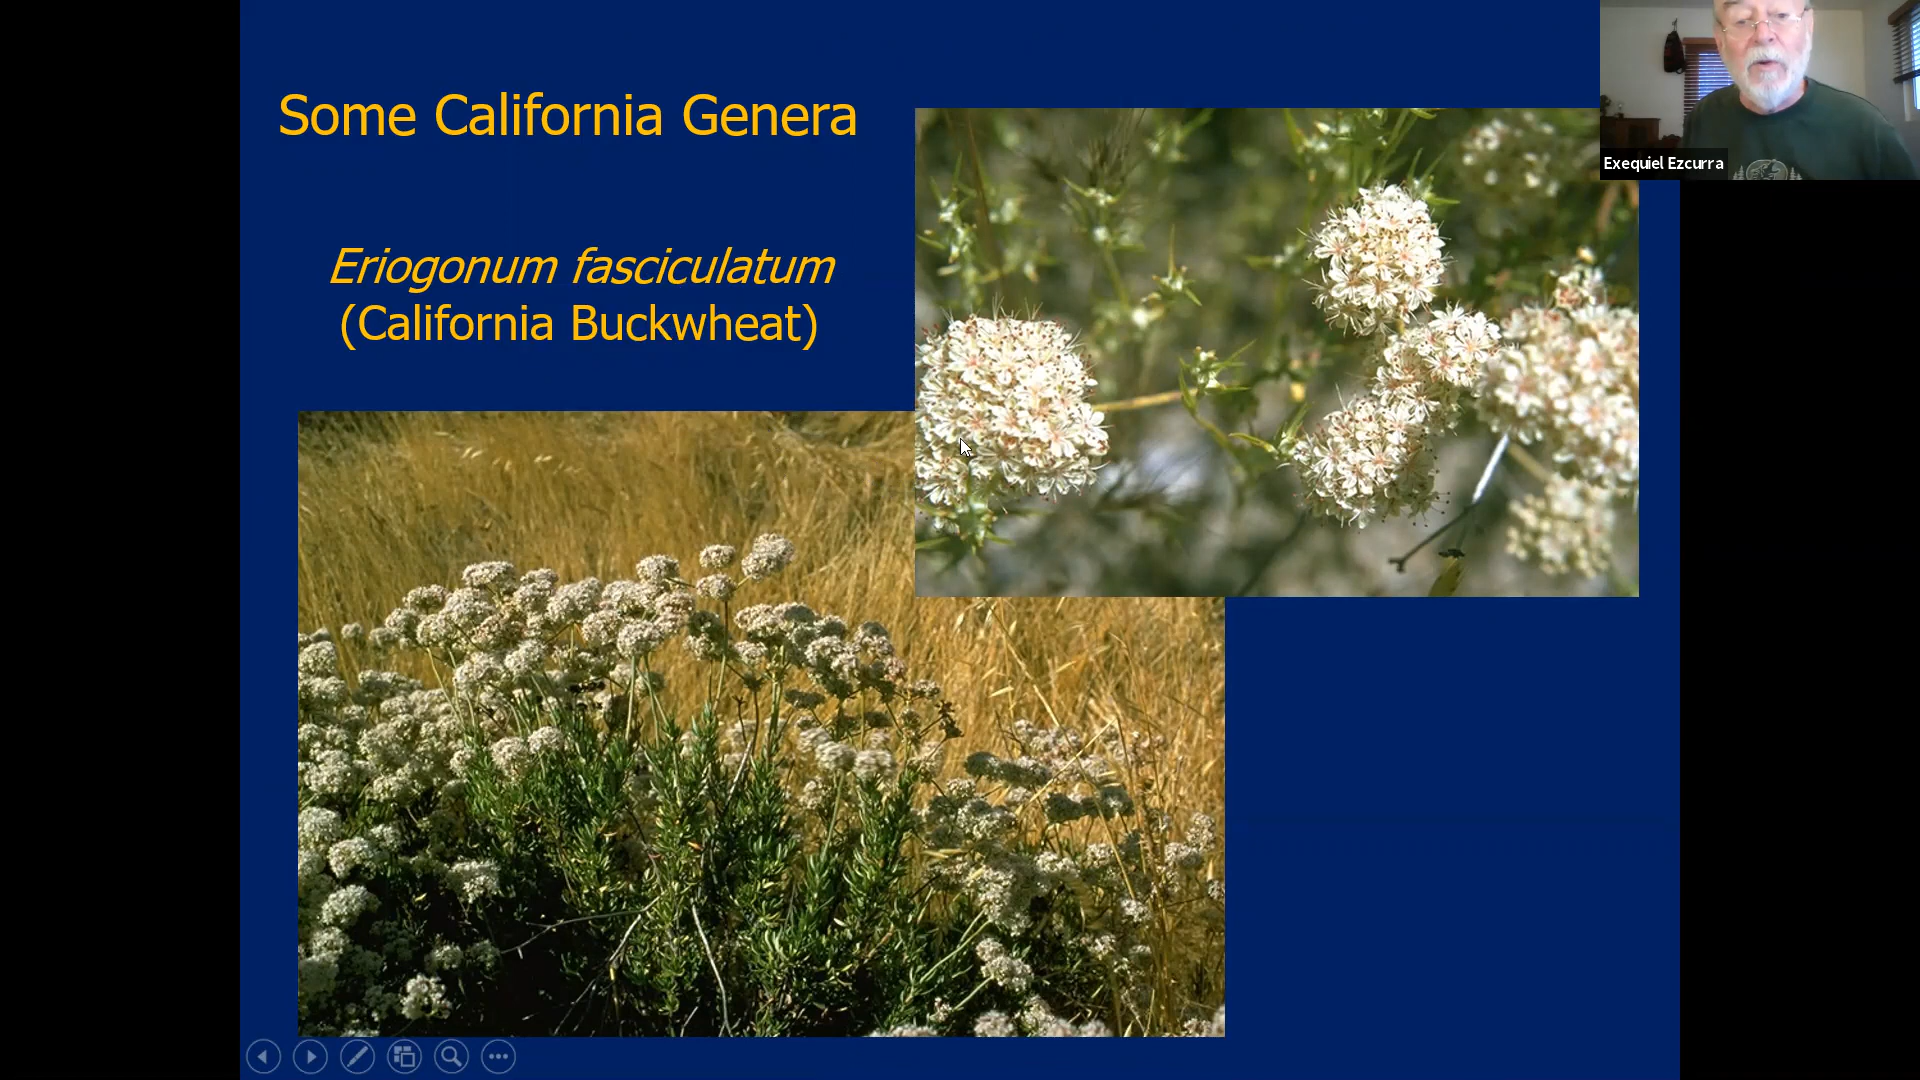 Some California Genera
Eriogonum fasciculatum
(California Buckwheat)
Exequiel Ezcurra